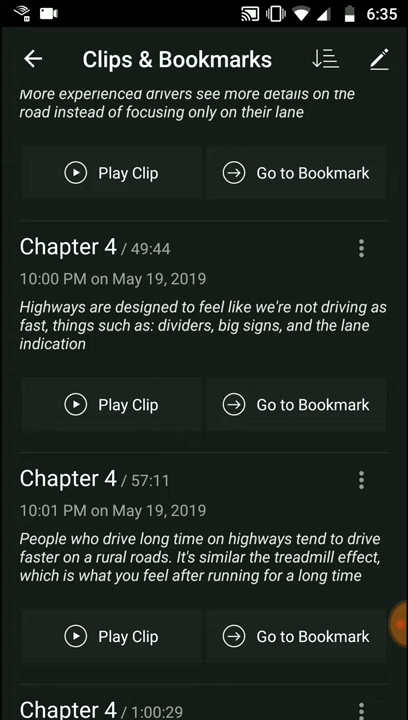 6:35
Clips & Bookmarks
More experienced drivers see more details on the
road instead of focusing only on their lane
Play Clip
Go to Bookmark
Chapter 4 / 49:44
10:00 PM on May 19, 2019
Highways are designed to feel like we're not driving as
fast, things such as: dividers, big signs, and the lane
indication
Play Clip
Go to Bookmark
Chapter 4 / 57:11
10:01 PM on May 19, 2019
People who drive long time on highways tend to drive
faster on a rural roads. It's similar the treadmill effect,
which is what you feel after running for a long time
Play Clip
Go to Bookmark
Chapter 4 / 1:00:29